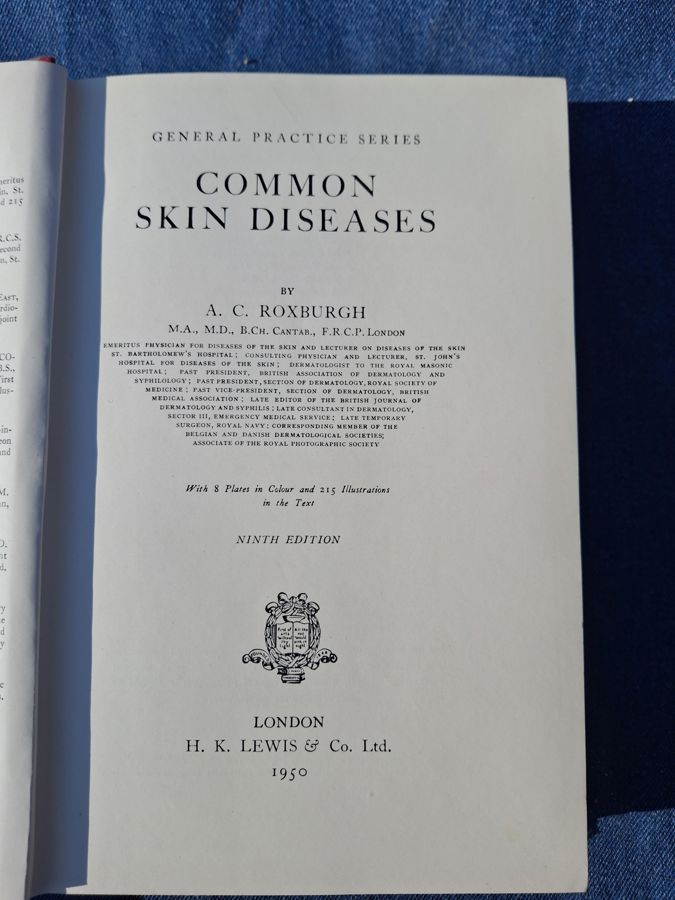 GENERAL PRACTICE SERIES
COMMON
SKIN DISEASES
BY
A. C. ROXBURGH
M.A., M.D., B.Ch. Cantab., F.R.C.P. London
EMERITUS PHYSICIAN FOR DISEASES OF THE SKIN AND LECTURER ON DISEASES OF THE SKIN
ST. BARTHOLOMEW'S HOSPITAL; CONSULTING PHYSICIAN AND LECTURER, ST. JOHN'S
HOSPITAL FOR DISEASES OF THE SKIN; DERMATOLOGIST TO THE ROYAL MASONIC
HOSPITAL; PAST PRESIDENT, BRITISH ASSOCIATION OF DERMATOLOGY AND
SYPHILOLOGY; PAST PRESIDENT, SECTION OF DERMATOLOGY, ROYAL SOCIETY OF
MEDICINE; PAST VICE-PRESIDENT, SECTION OF DERMATOLOGY, BRITISH
MEDICAL ASSOCIATION; LATE EDITOR OF THE BRITISH JOURNAL OF
DERMATOLOGY AND SYPHILIS; LATE CONSULTANT IN DERMATOLOGY,
SECTOR III, EMERGENCY MEDICAL SERVICE; LATE TEMPORARY
SURGEON, ROYAL NAVY; CORRESPONDING MEMBER OF THE
BELGIAN AND DANISH DERMATOLOGICAL SOCIETIES;
ASSOCIATE OF THE ROYAL PHOTOGRAPHIC SOCIETY
With 8 Plates in Colour and 215 Illustrations
in the Text
NINTH EDITION
LONDON
H. K. LEWIS & Co. Ltd.
1950